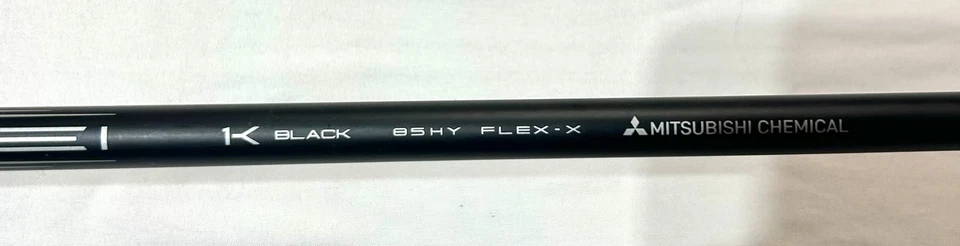 1K BLACK 85HY FLEX-X MITSUBISHI CHEMICAL